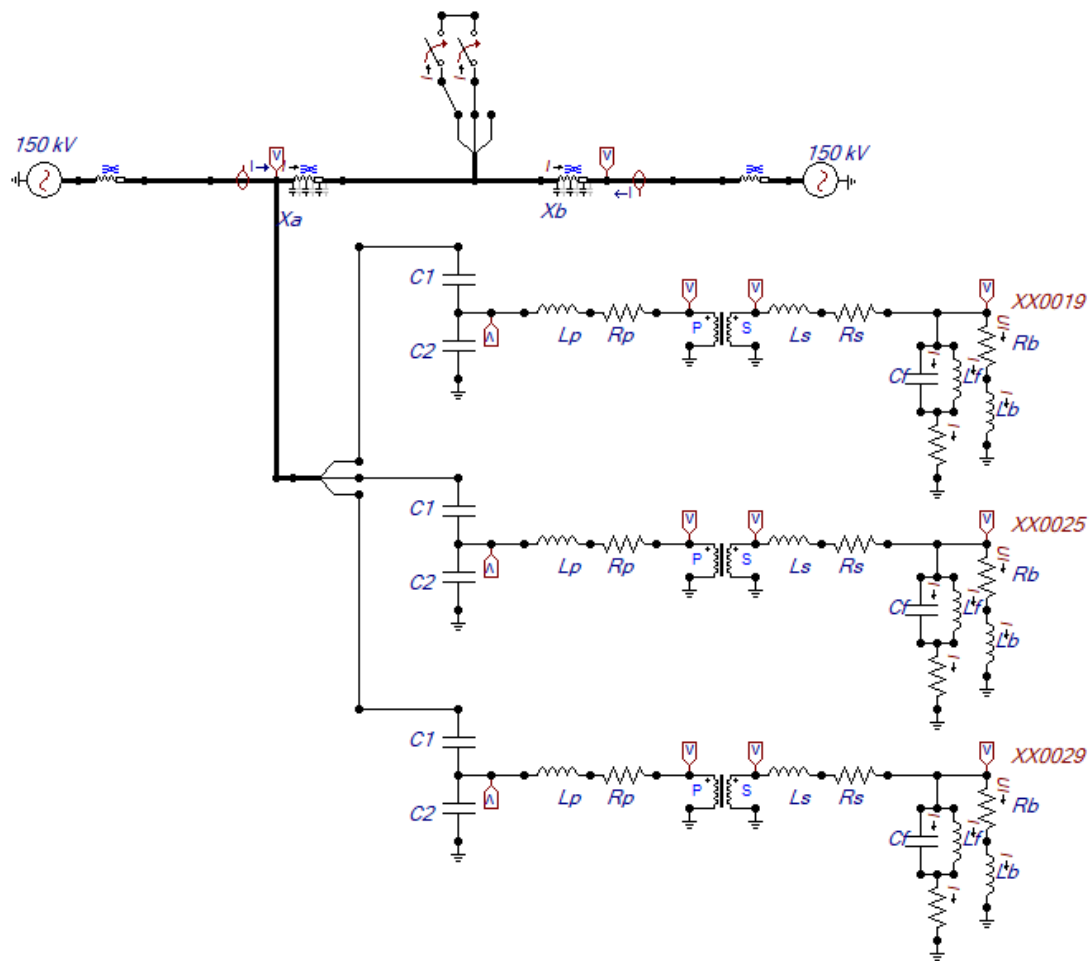 I I
150 kV
V
V
150 kV
I I
I
I
Xa
Xb
C1
C2
V
Lp
Rp
V
P S
V
Ls
Rs
V
XX0019
U
Rb
I
Cf
I
Lf
I
Lb
I
C1
C2
V
Lp
Rp
V
P S
V
Ls
Rs
V
XX0025
U
Rb
I
Cf
I
Lf
I
Lb
I
C1
C2
V
Lp
Rp
V
P S
V
Ls
Rs
V
XX0029
U
Rb
I
Cf
I
Lf
I
Lb
I